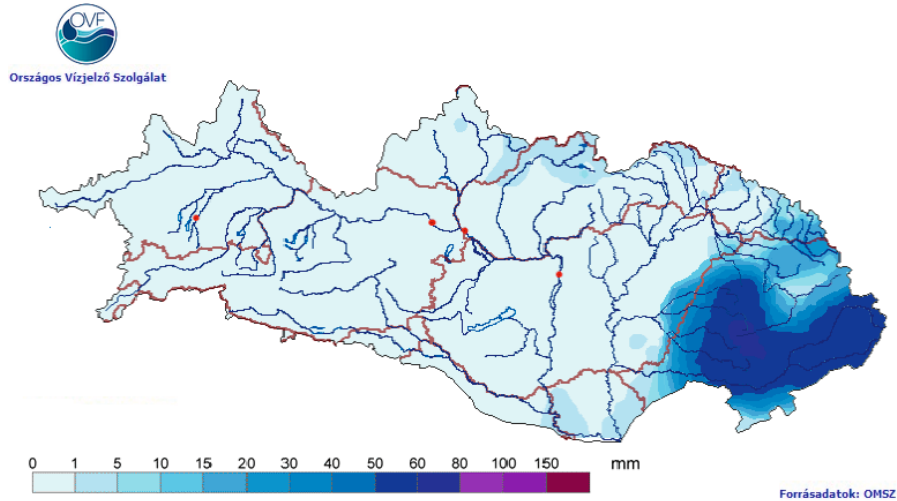 OVF
Országos Vízjelző Szolgálat
0 1 5 10 15 20 30 40 50 60 80 100 150 mm
Forrásadatok: OMSZ